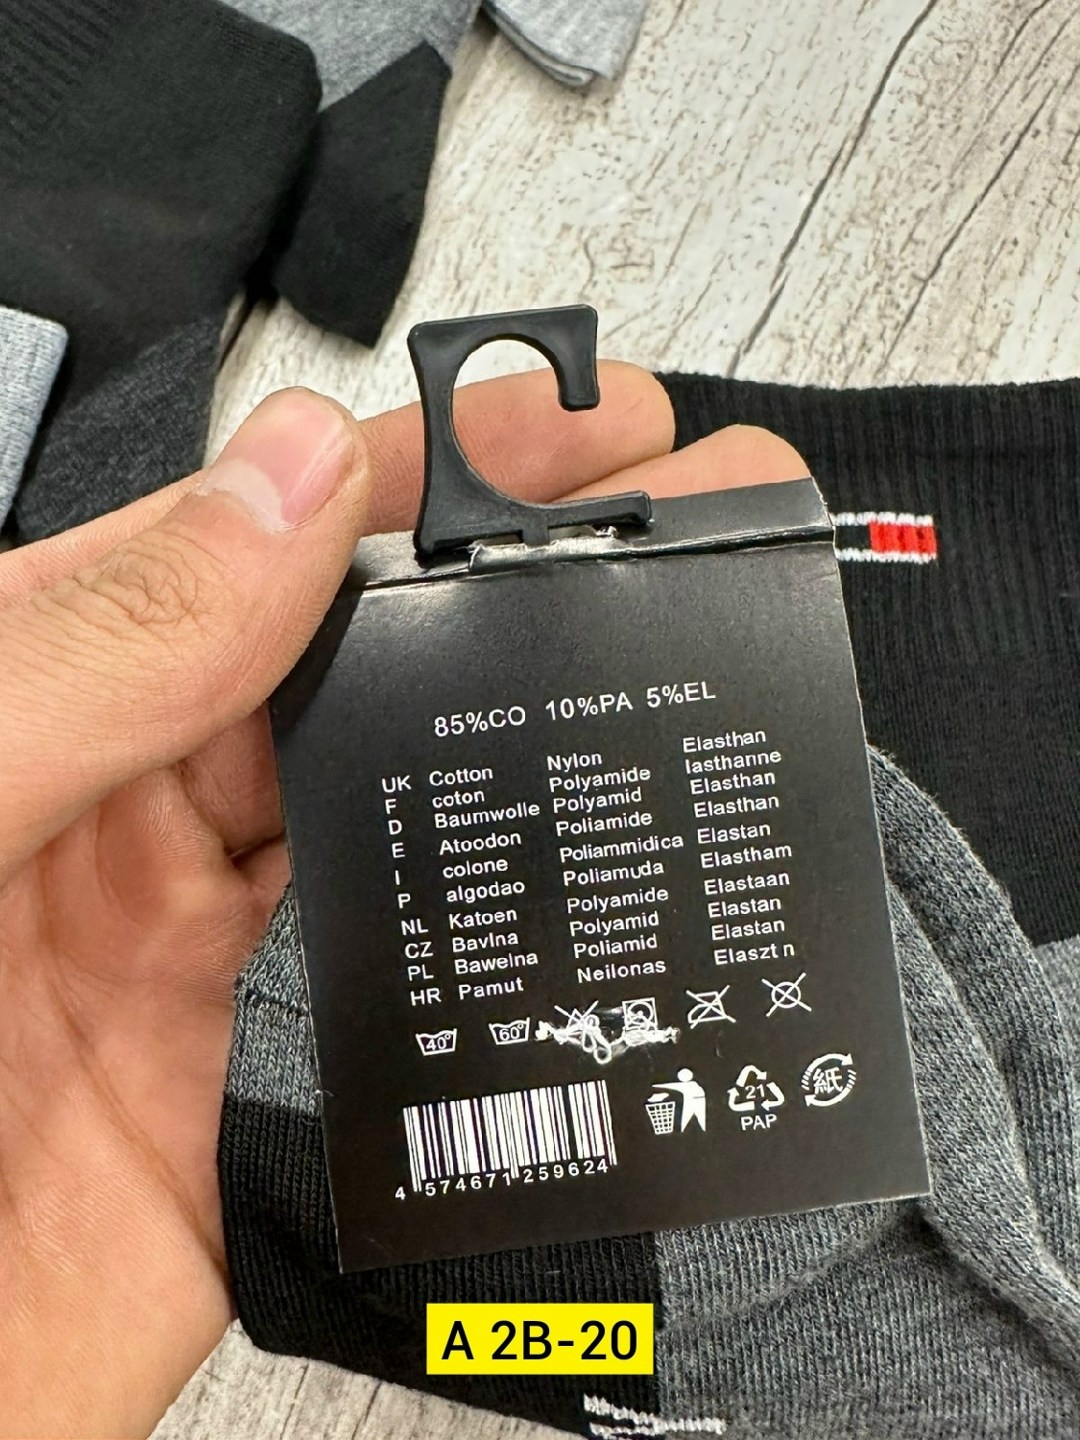 85%CO 10%PA 5%EL
UK Cotton Nylon Elasthan
F coton Polyamide lasthanne
D Baumwolle Polyamid Elasthan
E Atoodon Poliamide Elasthan
I colone Poliammidica Elastan
P algodao Poliamuda Elastham
NL Katoen Polyamide Elastaan
CZ Bavlna Polyamid Elastan
PL Bawelna Poliamid Elastan
HR Pamut Neilonas Elaszt n
40° 60°
21
PAP
紙
4 574671 259624
A 2B-20